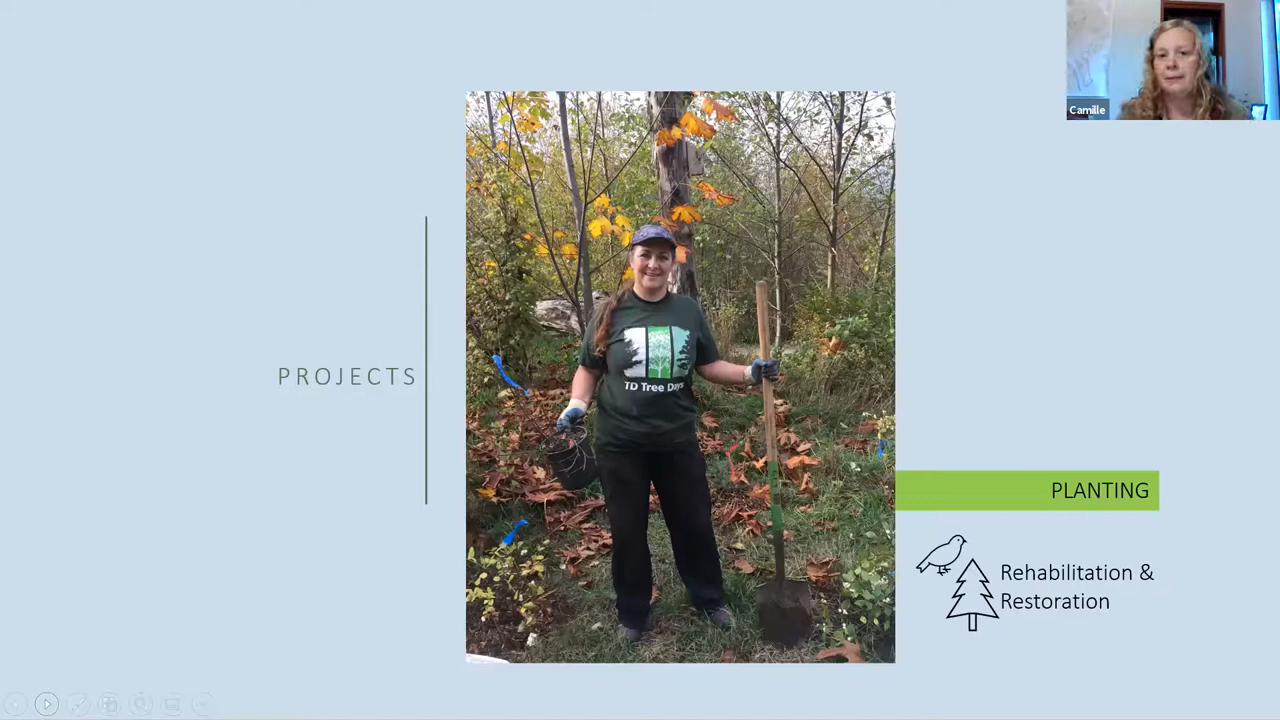 Camille
PROJECTS
TD Tree Days
PLANTING
Rehabilitation &
Restoration